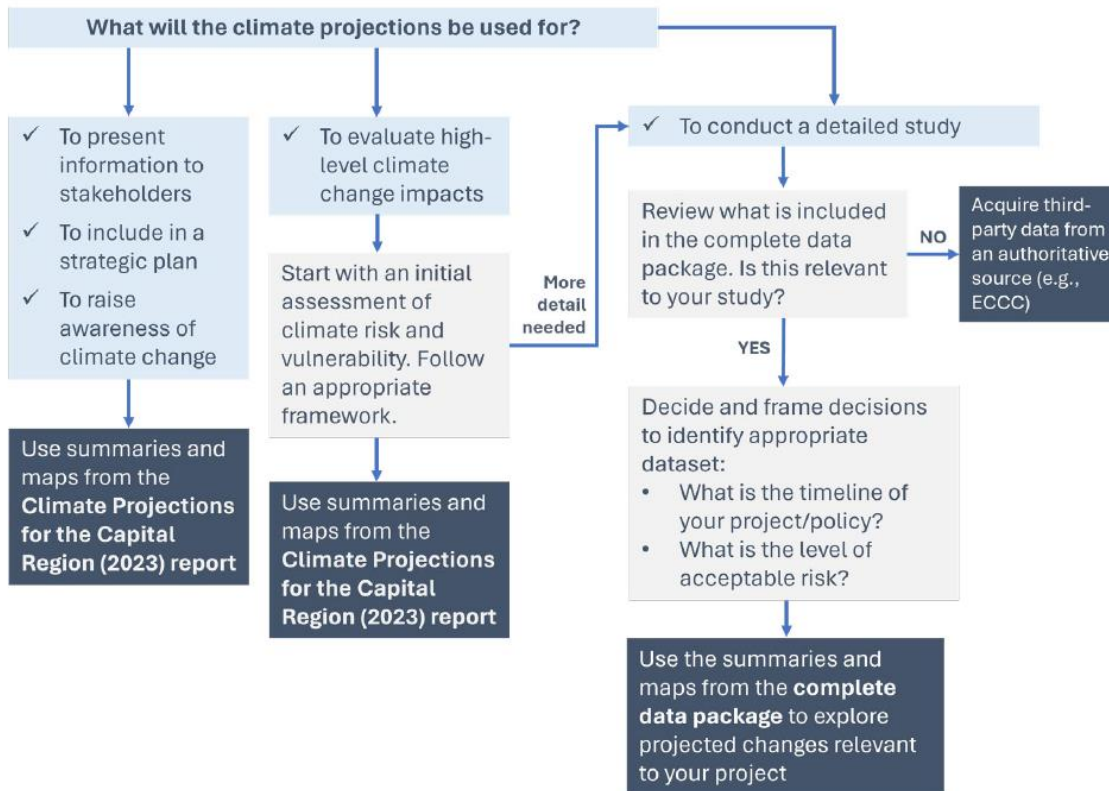 What will the climate projections be used for?
✓ To present
information to
stakeholders
✓ To include in a
strategic plan
✓ To raise
awareness of
climate change
Use summaries and
maps from the
Climate Projections
for the Capital
Region (2023) report
✓ To evaluate high-
level climate
change impacts
Start with an initial
assessment of
climate risk and
vulnerability. Follow
an appropriate
framework.
Use summaries and
maps from the
Climate Projections
for the Capital
Region (2023) report
More
detail
needed
✓ To conduct a detailed study
Review what is included
in the complete data
package. Is this relevant
to your study?
NO
Acquire third-
party data from
an authoritative
source (e.g.,
ECCC)
YES
Decide and frame decisions
to identify appropriate
dataset:
• What is the timeline of
your project/policy?
• What is the level of
acceptable risk?
Use the summaries and
maps from the complete
data package to explore
projected changes relevant
to your project